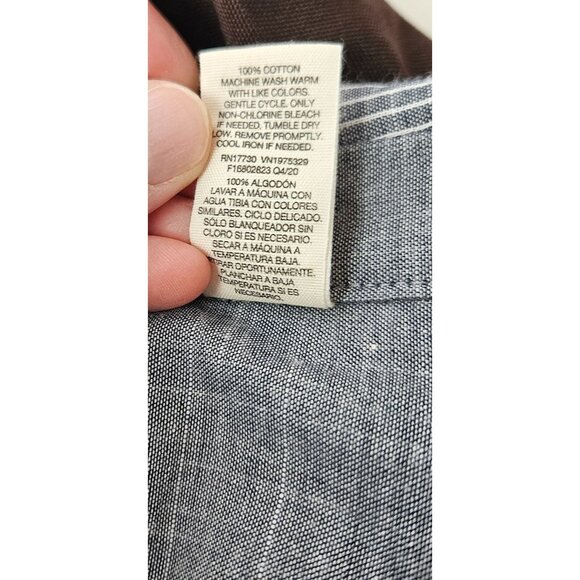 100% COTTON
MACHINE WASH WARM
WITH LIKE COLORS.
GENTLE CYCLE. ONLY
NON-CHLORINE BLEACH
IF NEEDED. TUMBLE DRY
LOW. REMOVE PROMPTLY.
COOL IRON IF NEEDED.
RN17730 VN1975329
F16802823 Q4/20
100% ALGODÓN
LAVAR A MÁQUINA CON
AGUA TIBIA CON COLORES
SIMILARES. CICLO DELICADO.
SÓLO BLANQUEADOR SIN
CLORO SI ES NECESARIO.
SECAR A MÁQUINA A
TEMPERATURA BAJA.
OPORTUNAMENTE.
PLANCHAR A BAJA
TEMPERATURA SI ES
NECESARIO.